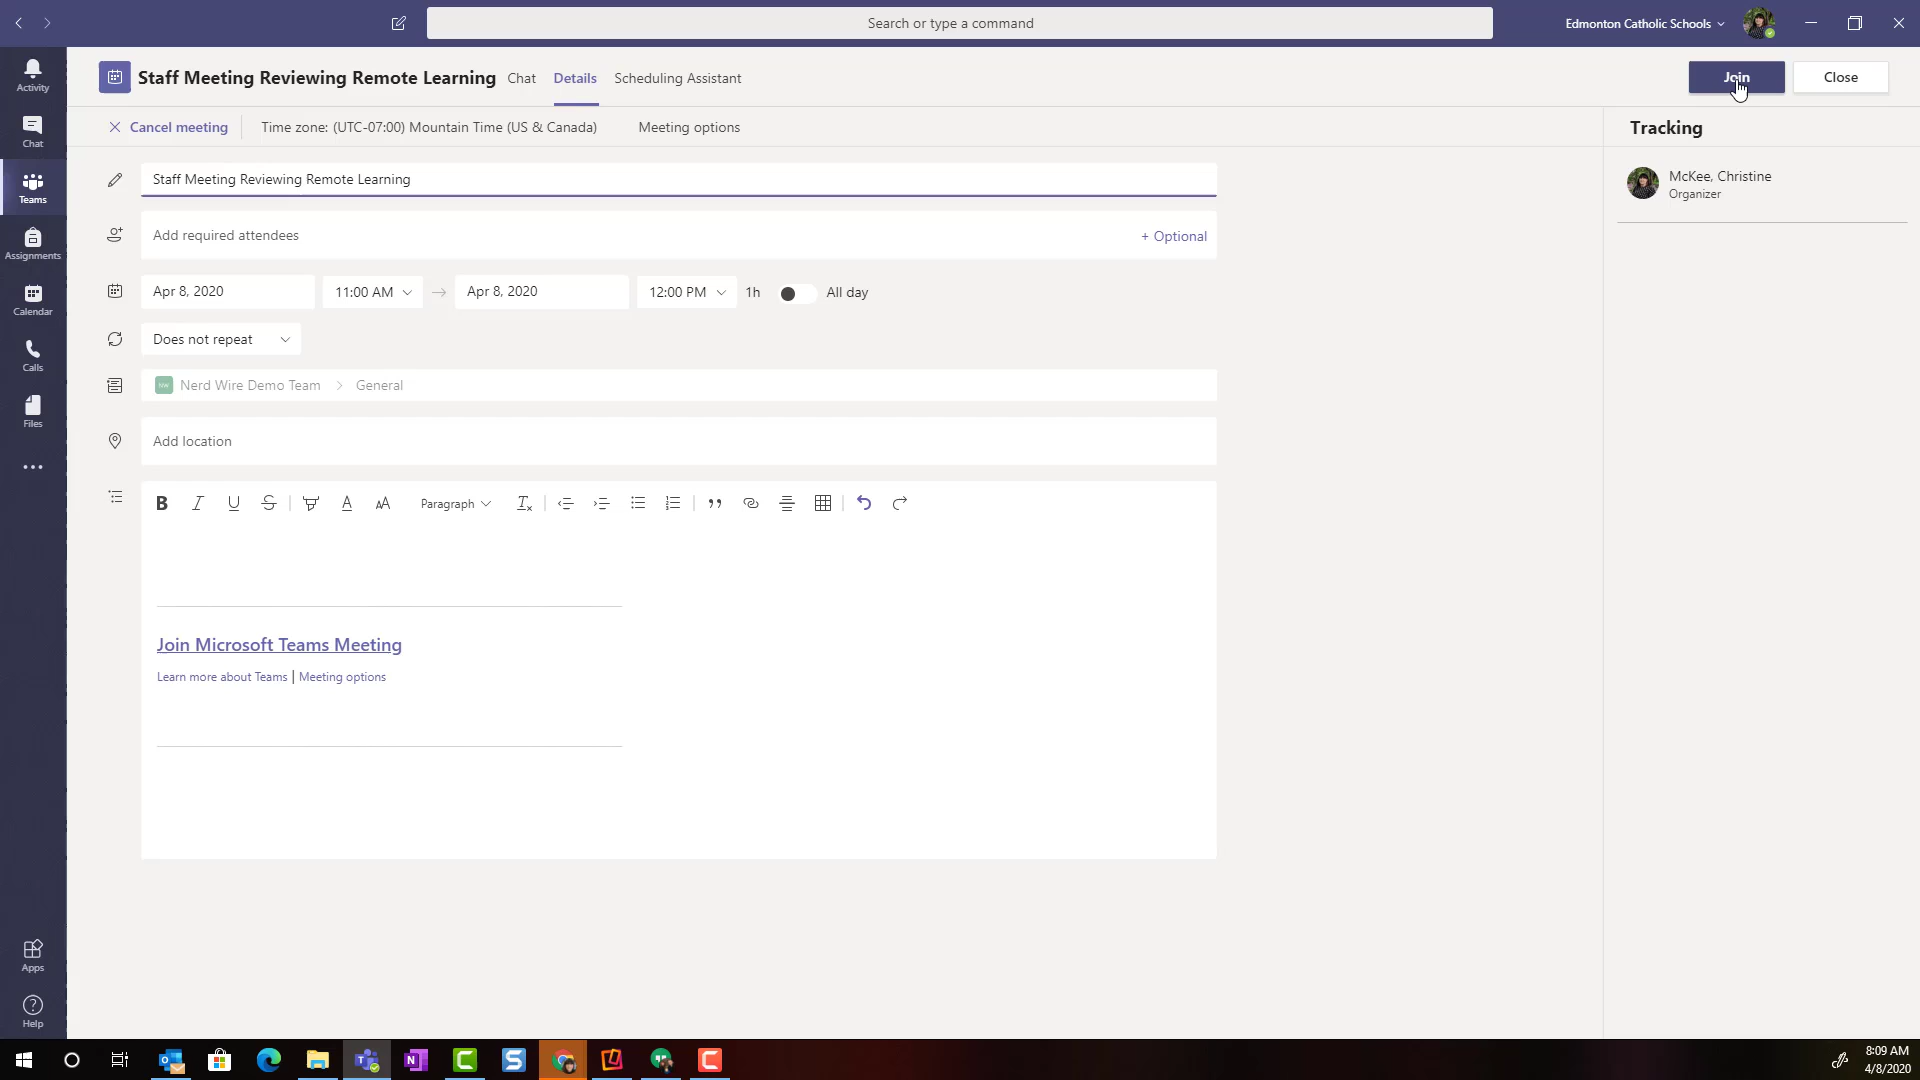 Search or type a command
Edmonton Catholic Schools
Activity
Chat
Teams
Assignments
Calendar
Calls
Files
Apps
Help
Staff Meeting Reviewing Remote Learning Chat Details Scheduling Assistant
Join
Close
Cancel meeting
Time zone: (UTC-07:00) Mountain Time (US & Canada)
Meeting options
Staff Meeting Reviewing Remote Learning
Add required attendees
+ Optional
Apr 8, 2020 11:00 AM → Apr 8, 2020 12:00 PM 1h All day
Does not repeat
NW Nerd Wire Demo Team > General
Add location
B I U S A AA Paragraph
Join Microsoft Teams Meeting
Learn more about Teams | Meeting options
Tracking
McKee, Christine
Organizer
8:09 AM
4/8/2020